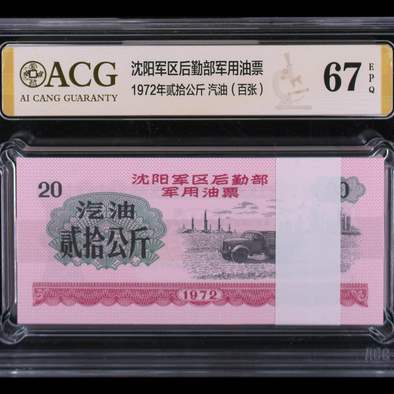 ACG
AI CANG GUARANTY
沈阳军区后勤部军用油票
1972年贰拾公斤 汽油（百张）
67
EPQ
20
沈阳军区后勤部
军用油票
0
汽油
贰拾公斤
1972
ACG